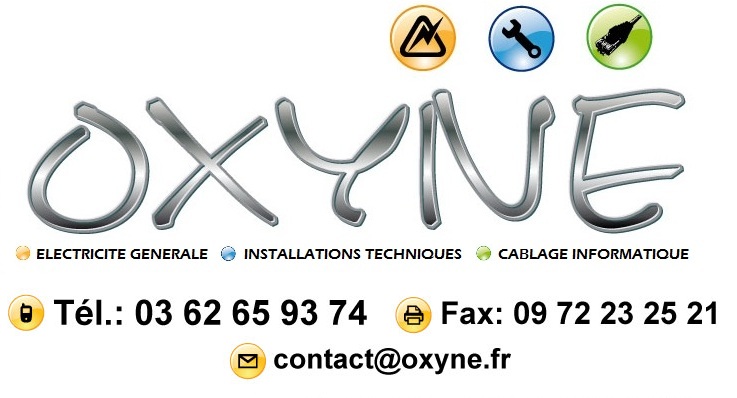 OXYNE
ELECTRICITE GENERALE INSTALLATIONS TECHNIQUES CABLAGE INFORMATIQUE
Tél.: 03 62 65 93 74 Fax: 09 72 23 25 21
contact@oxyne.fr